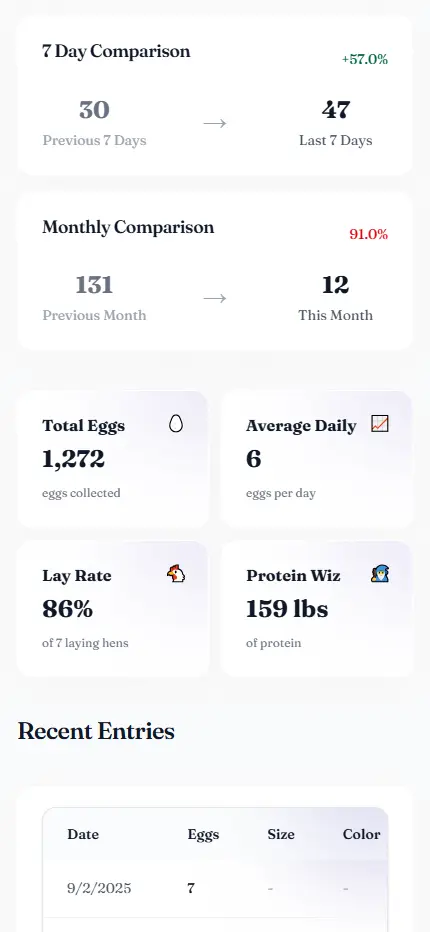 7 Day Comparison
+57.0%
30
→
47
Previous 7 Days
Last 7 Days
Monthly Comparison
91.0%
131
→
12
Previous Month
This Month
Total Eggs
1,272
eggs collected
Average Daily
6
eggs per day
Lay Rate
86%
of 7 laying hens
Protein Wiz
159 lbs
of protein
Recent Entries
Date Eggs Size Color
9/2/2025 7 - -